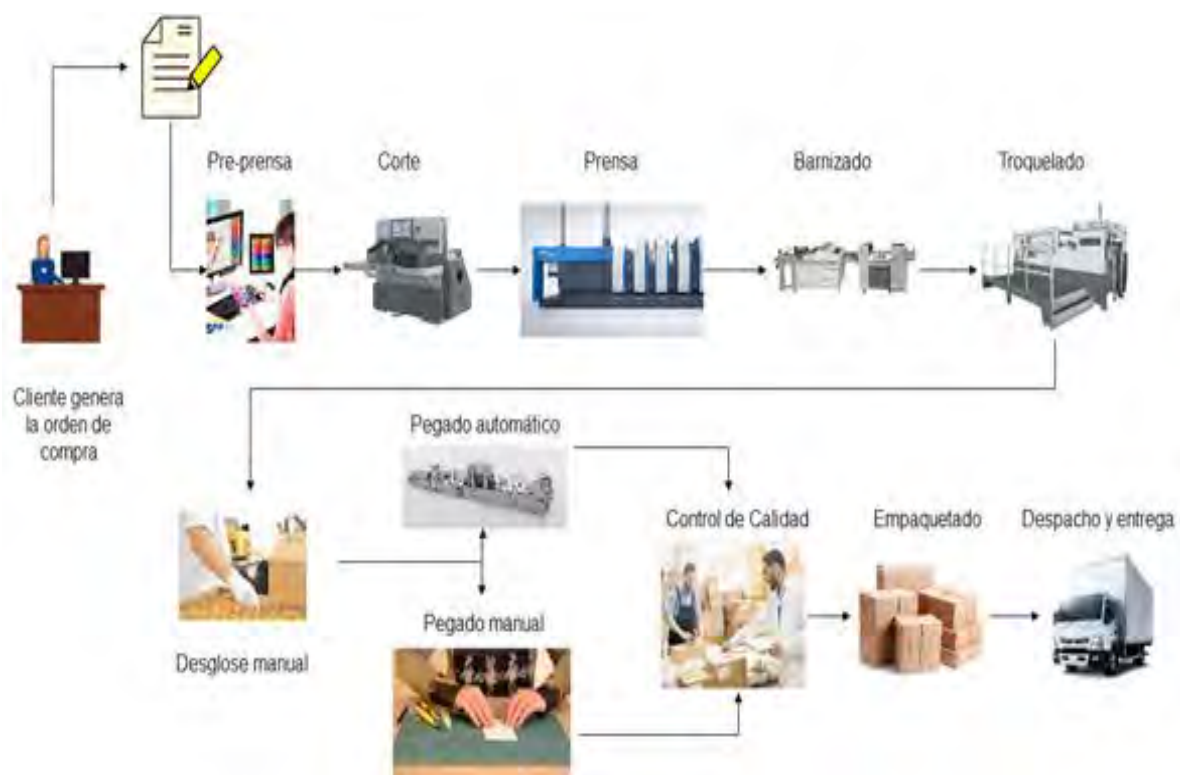 Pre-prensa
Corte
Prensa
Barnizado
Troquelado
Cliente genera
la orden de
compra
Pegado automático
Control de Calidad
Empaquetado
Despacho y entrega
Pegado manual
Desglose manual